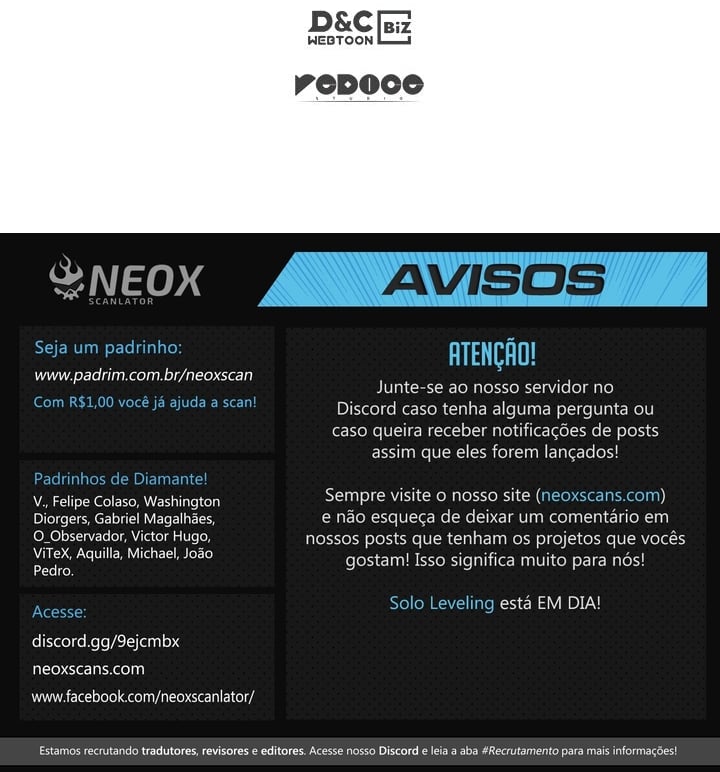 D&C
WEBTOON
BiZ
REDICE
STUDIO
NEOX
SCANLATOR
AVISOS
Seja um padrinho:
www.padrim.com.br/neoxscan
Com R$1,00 você já ajuda a scan!
Padrinhos de Diamante!
V., Felipe Colaso, Washington
Diorgers, Gabriel Magalhães,
O_Observador, Victor Hugo,
ViTeX, Aquilla, Michael, João
Pedro.
Acesse:
discord.gg/9ejcmbx
neoxscans.com
www.facebook.com/neoxscanlator/
ATENÇÃO!
Junte-se ao nosso servidor no
Discord caso tenha alguma pergunta ou
caso queira receber notificações de posts
assim que eles forem lançados!
Sempre visite o nosso site (neoxscans.com)
e não esqueça de deixar um comentário em
nossos posts que tenham os projetos que vocês
gostam! Isso significa muito para nós!
Solo Leveling está EM DIA!
Estamos recrutando tradutores, revisores e editores. Acesse nosso Discord e leia a aba #Recrutamento para mais informações!